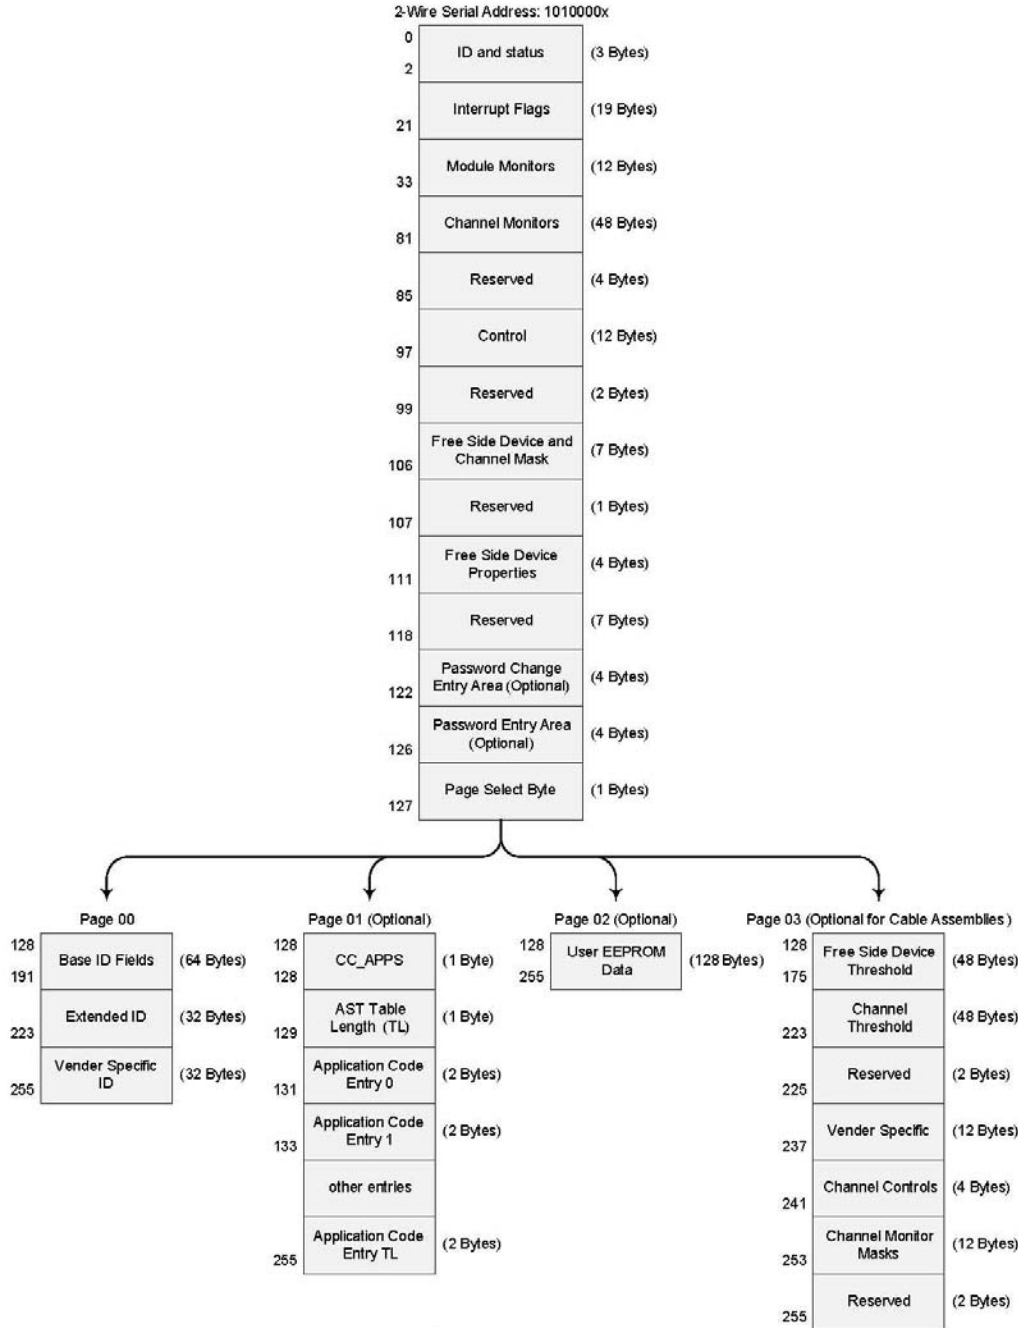 2-Wire Serial Address: 1010000x
0
ID and status (3 Bytes)
2
Interrupt Flags (19 Bytes)
21
Module Monitors (12 Bytes)
33
Channel Monitors (48 Bytes)
81
Reserved (4 Bytes)
85
Control (12 Bytes)
97
Reserved (2 Bytes)
99
Free Side Device and
Channel Mask (7 Bytes)
106
Reserved (1 Bytes)
107
Free Side Device
Properties (4 Bytes)
111
Reserved (7 Bytes)
118
Password Change
Entry Area (Optional) (4 Bytes)
122
Password Entry Area
(Optional) (4 Bytes)
126
Page Select Byte (1 Bytes)
127
Page 00
128
Base ID Fields (64 Bytes)
191
Extended ID (32 Bytes)
223
Vender Specific
ID (32 Bytes)
255
Page 01 (Optional)
128
CC_APPS (1 Byte)
128
AST Table
Length (TL) (1 Byte)
129
Application Code
Entry 0 (2 Bytes)
131
Application Code
Entry 1 (2 Bytes)
133
other entries
Application Code
Entry TL (2 Bytes)
255
Page 02 (Optional)
128
User EEPROM
Data (128 Bytes)
255
Page 03 (Optional for Cable Assemblies)
128
Free Side Device
Threshold (48 Bytes)
175
Channel
Threshold (48 Bytes)
223
Reserved (2 Bytes)
225
Vender Specific (12 Bytes)
237
Channel Controls (4 Bytes)
241
Channel Monitor
Masks (12 Bytes)
253
Reserved (2 Bytes)
255